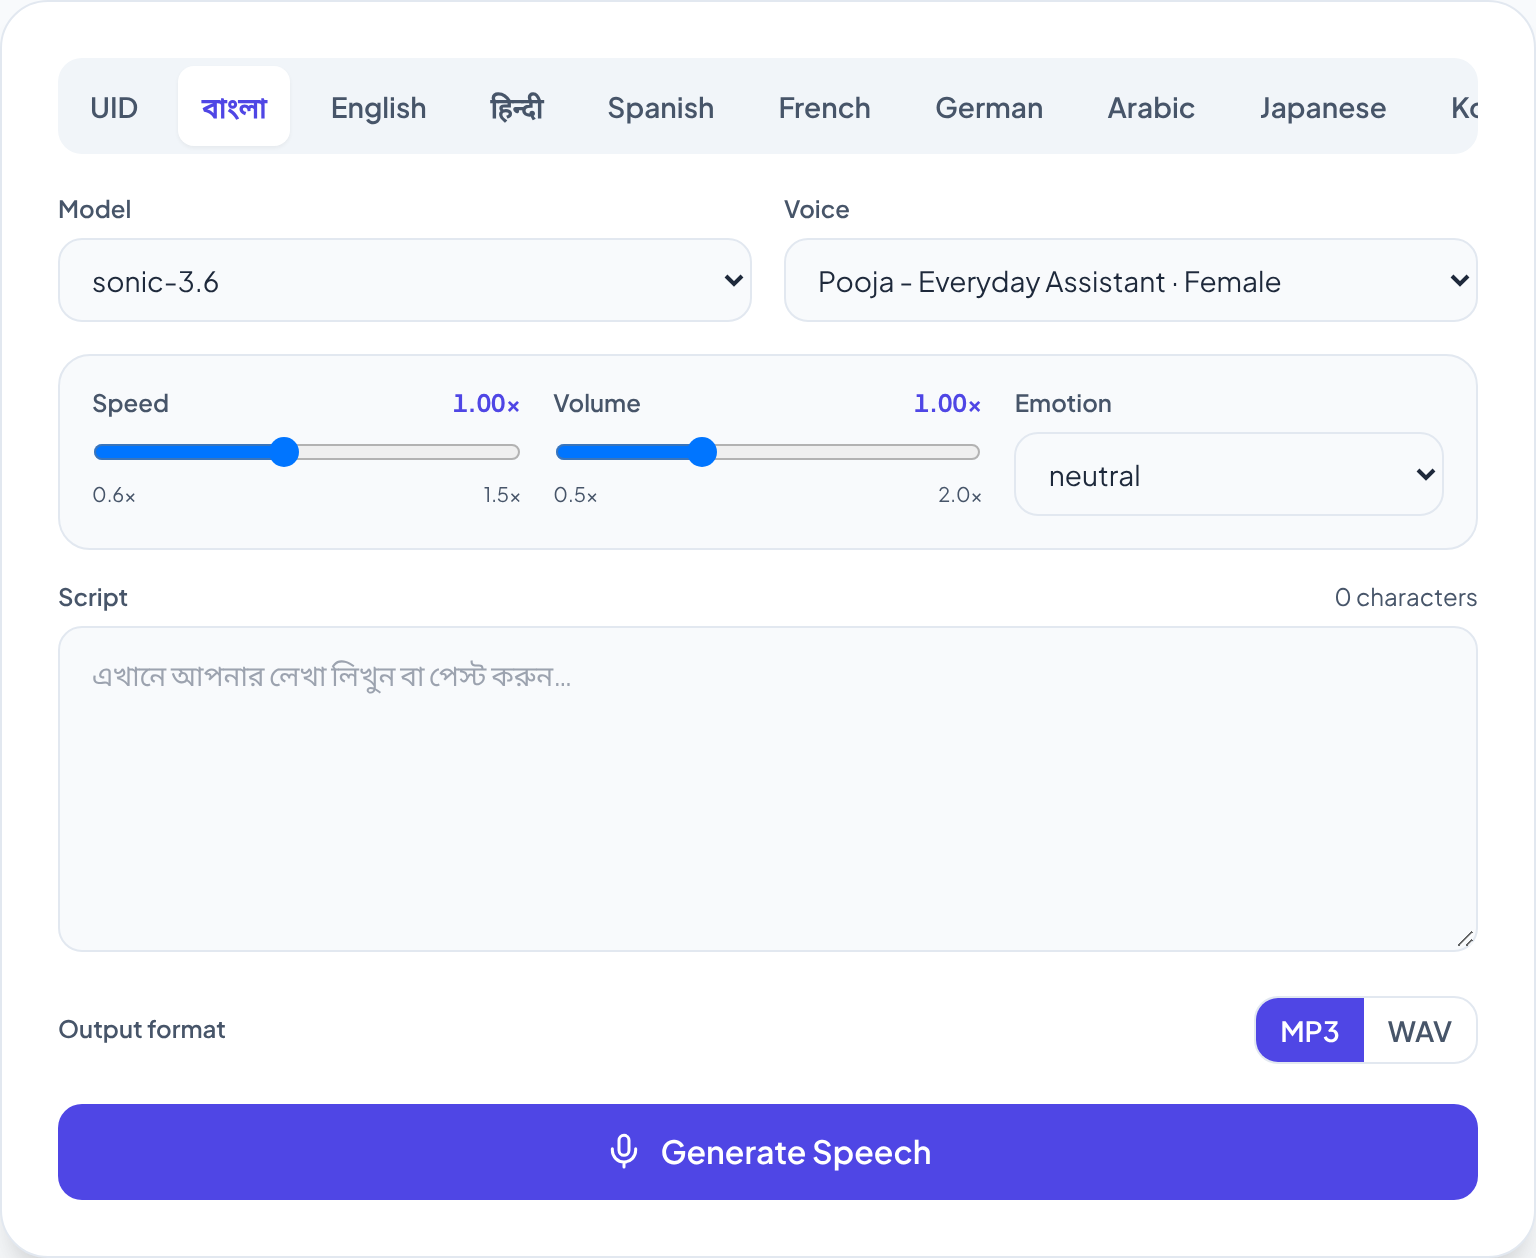 UID বাংলা English हिन्दी Spanish French German Arabic Japanese
Model Voice
sonic-3.6 Pooja - Everyday Assistant · Female
Speed 1.00× Volume 1.00× Emotion
neutral
0.6× 1.5× 0.5× 2.0×
Script 0 characters
এখানে আপনার লেখা লিখুন বা পেস্ট করুন...
Output format MP3 WAV
Generate Speech